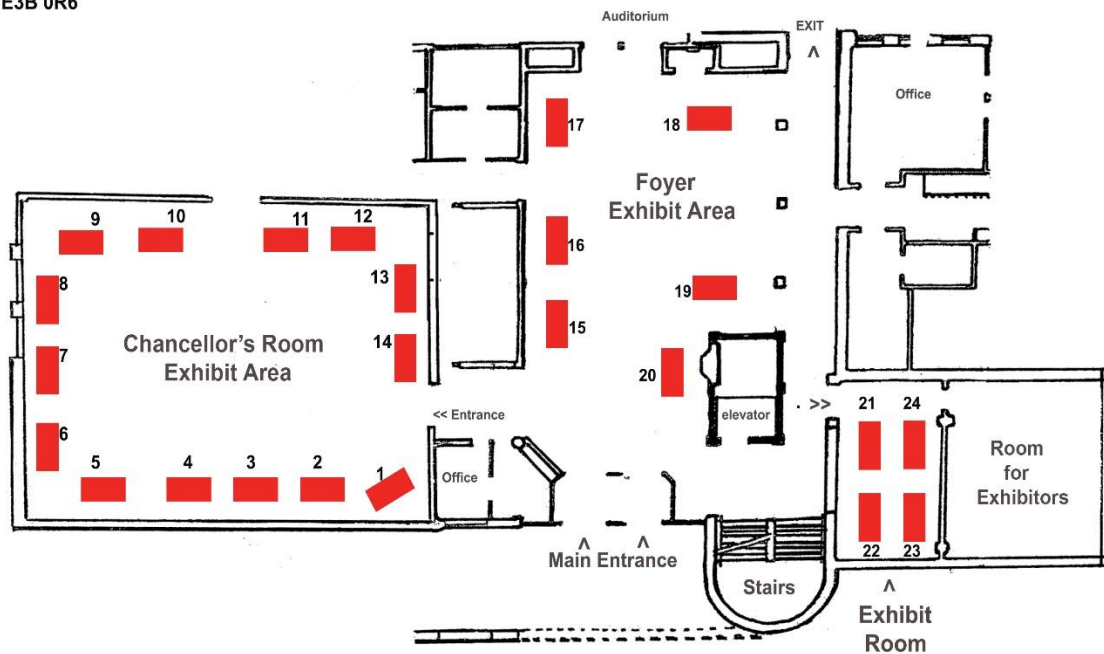 E3B 0R6
Auditorium
EXIT
^
Office
17
18
Foyer
Exhibit Area
9
10
11
12
16
8
13
19
15
Chancellor's Room
Exhibit Area
14
7
20
<< Entrance
elevator
. >>
21
24
6
Room
for
Exhibitors
5
4
3
2
1
Office
22
23
^
^
Main Entrance
Stairs
^
Exhibit
Room